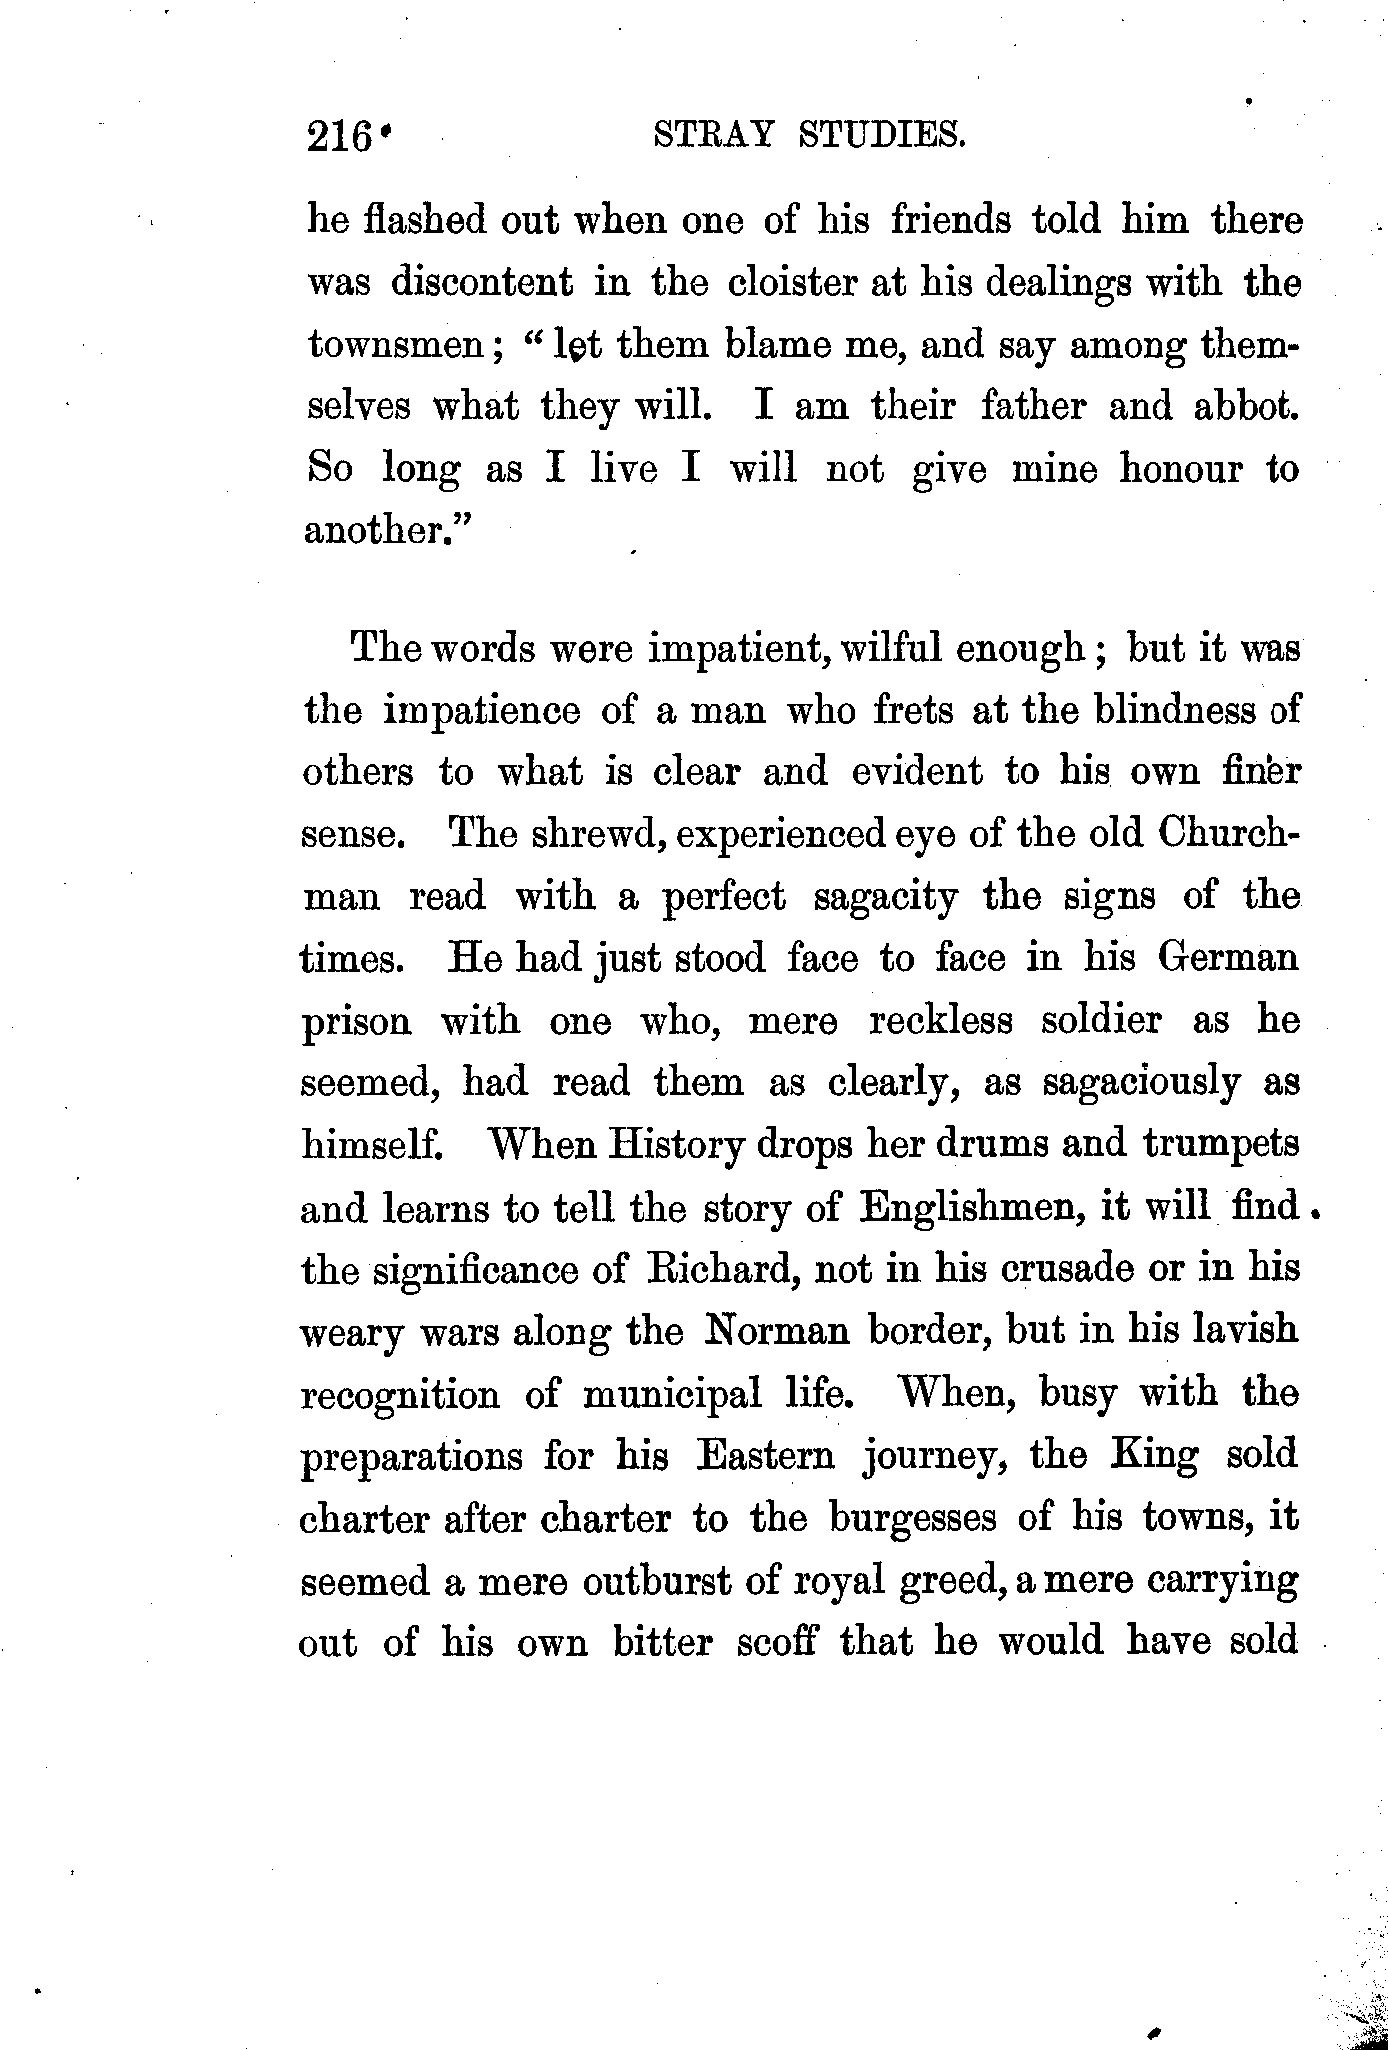 216 STRAY STUDIES.
he flashed out when one of his friends told him there
was discontent in the cloister at his dealings with the
townsmen; “ let them blame me, and say among them-
selves what they will. I am their father and abbot.
So long as I live I will not give mine honour to
another.”
The words were impatient, wilful enough; but it was
the impatience of a man who frets at the blindness of
others to what is clear and evident to his own finer
sense. The shrewd, experienced eye of the old Church-
man read with a perfect sagacity the signs of the
times. He had just stood face to face in his German
prison with one who, mere reckless soldier as he
seemed, had read them as clearly, as sagaciously as
himself. When History drops her drums and trumpets
and learns to tell the story of Englishmen, it will find
the significance of Richard, not in his crusade or in his
weary wars along the Norman border, but in his lavish
recognition of municipal life. When, busy with the
preparations for his Eastern journey, the King sold
charter after charter to the burgesses of his towns, it
seemed a mere outburst of royal greed, a mere carrying
out of his own bitter scoff that he would have sold